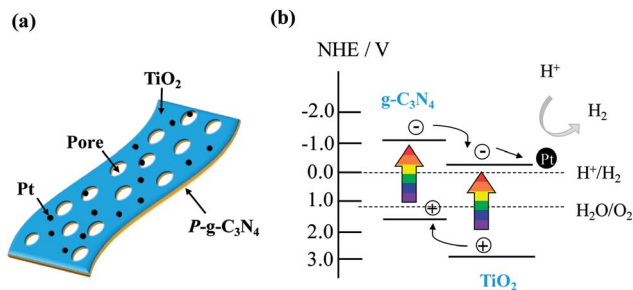 (a)
TiO2
Pore
Pt
P-g-C3N4
(b)
NHE / V
-2.0
-1.0
0.0
1.0
2.0
3.0
g-C3N4
-
-
+
+
H+
H2
Pt
H+/H2
H2O/O2
TiO2